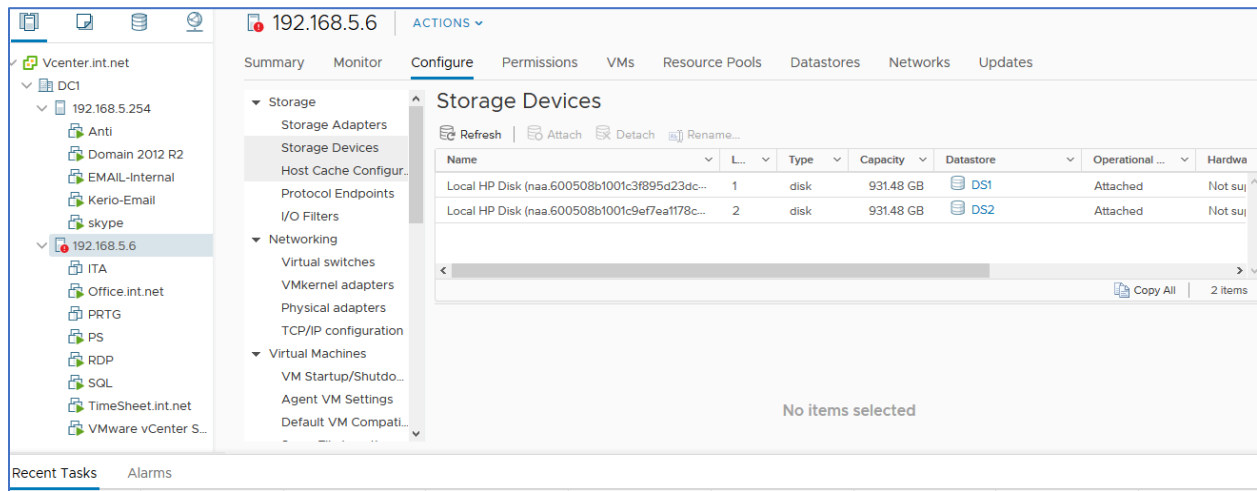 192.168.5.6 ACTIONS
Vcenter.int.net
DC1
192.168.5.254
Anti
Domain 2012 R2
EMAIL-Internal
Kerio-Email
skype
192.168.5.6
ITA
Office.int.net
PRTG
PS
RDP
SQL
TimeSheet.int.net
VMware vCenter S...
Summary Monitor Configure Permissions VMs Resource Pools Datastores Networks Updates
Storage
Storage Adapters
Storage Devices
Host Cache Configur..
Protocol Endpoints
I/O Filters
Networking
Virtual switches
VMkernel adapters
Physical adapters
TCP/IP configuration
Virtual Machines
VM Startup/Shutdo...
Agent VM Settings
Default VM Compati...
Storage Devices
Refresh Attach Detach Rename...
Name L... Type Capacity Datastore Operational ... Hardwa
Local HP Disk (naa.600508b1001c3f895d23dc... 1 disk 931.48 GB DS1 Attached Not su
Local HP Disk (naa.600508b1001c9ef7ea1178c... 2 disk 931.48 GB DS2 Attached Not su
Copy All 2 items
No items selected
Recent Tasks Alarms